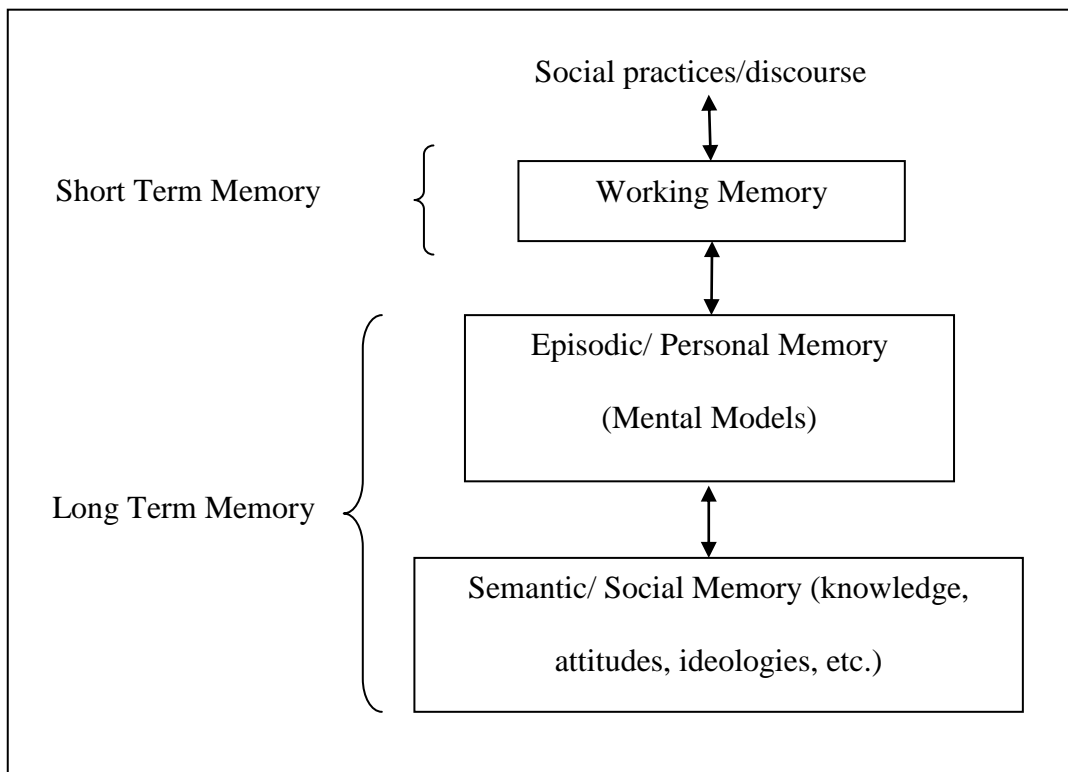 Social practices/discourse
Short Term Memory
Working Memory
Episodic/ Personal Memory
(Mental Models)
Long Term Memory
Semantic/ Social Memory (knowledge,
attitudes, ideologies, etc.)